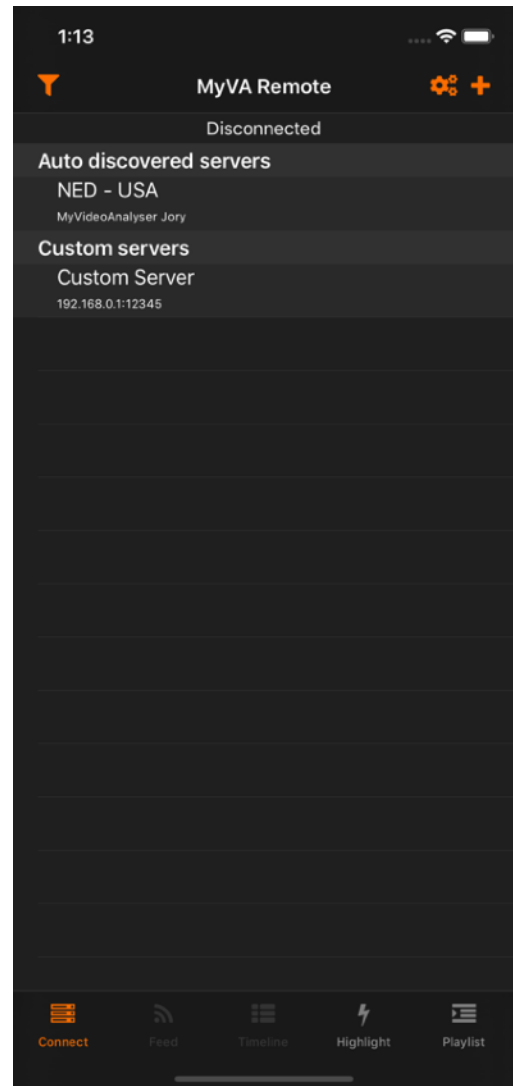 1:13
MyVA Remote
Disconnected
Auto discovered servers
NED - USA
MyVideoAnalyser Jory
Custom servers
Custom Server
192.168.0.1:12345
Connect Feed Timeline Highlight Playlist